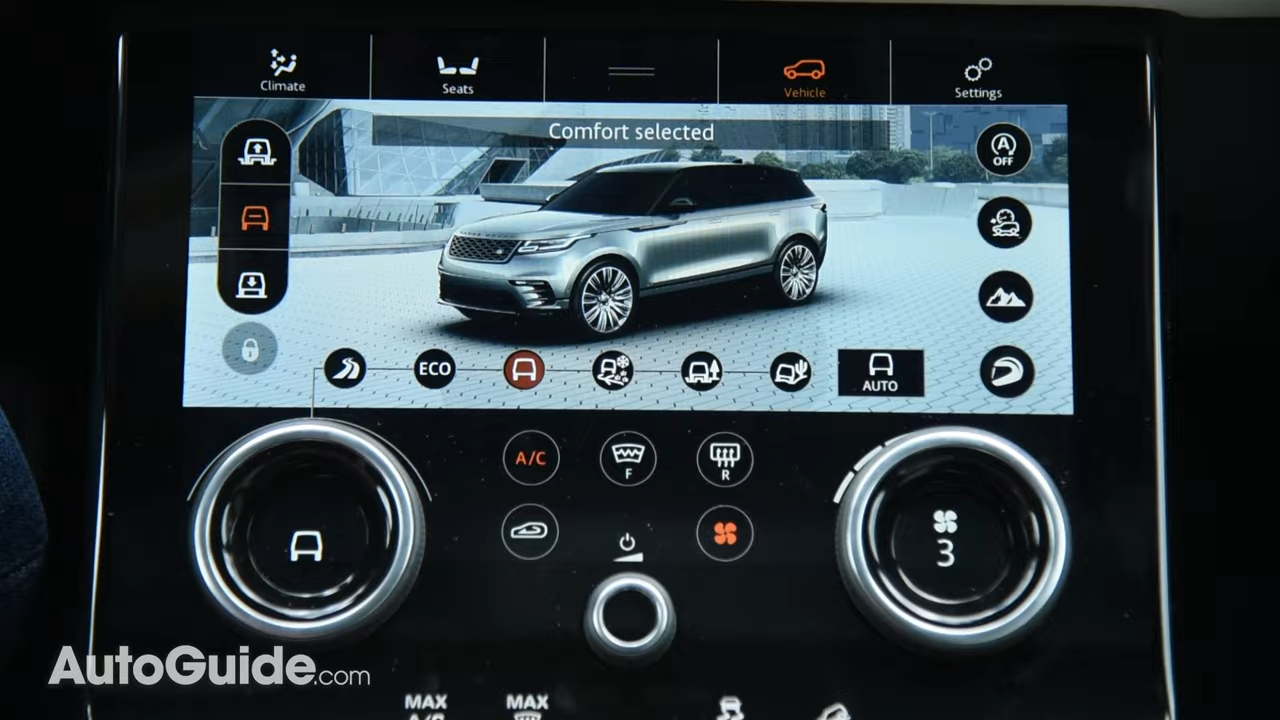 Climate
Seats
Vehicle
Settings
Comfort selected
A
OFF
ECO
AUTO
A/C
F
R
3
AutoGuide.com
MAX
A/C
MAX